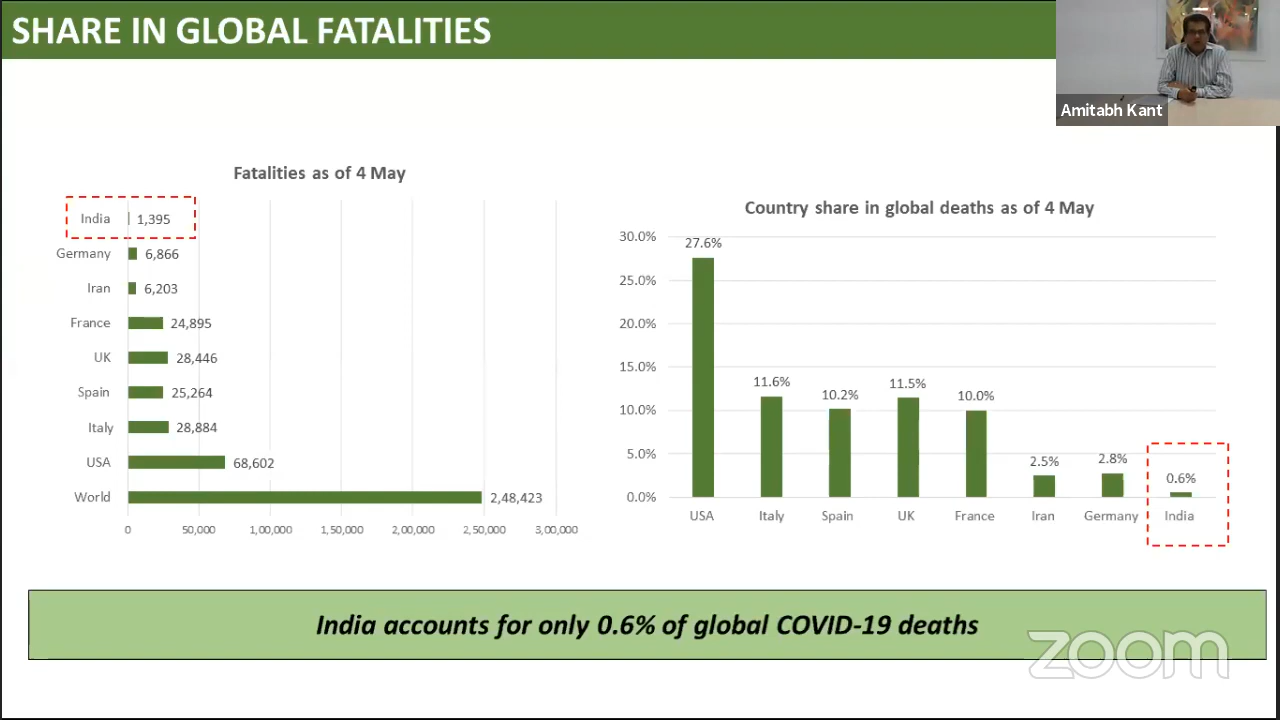 SHARE IN GLOBAL FATALITIES
Amitabh Kant
Fatalities as of 4 May
India 1,395
Germany 6,866
Iran 6,203
France 24,895
UK 28,446
Spain 25,264
Italy 28,884
USA 68,602
World 2,48,423
0 50,000 1,00,000 1,50,000 2,00,000 2,50,000 3,00,000
Country share in global deaths as of 4 May
30.0%
25.0%
20.0%
15.0%
10.0%
5.0%
0.0%
27.6% 11.6% 10.2% 11.5% 10.0% 2.5% 2.8% 0.6%
USA Italy Spain UK France Iran Germany India
India accounts for only 0.6% of global COVID-19 deaths
zoom